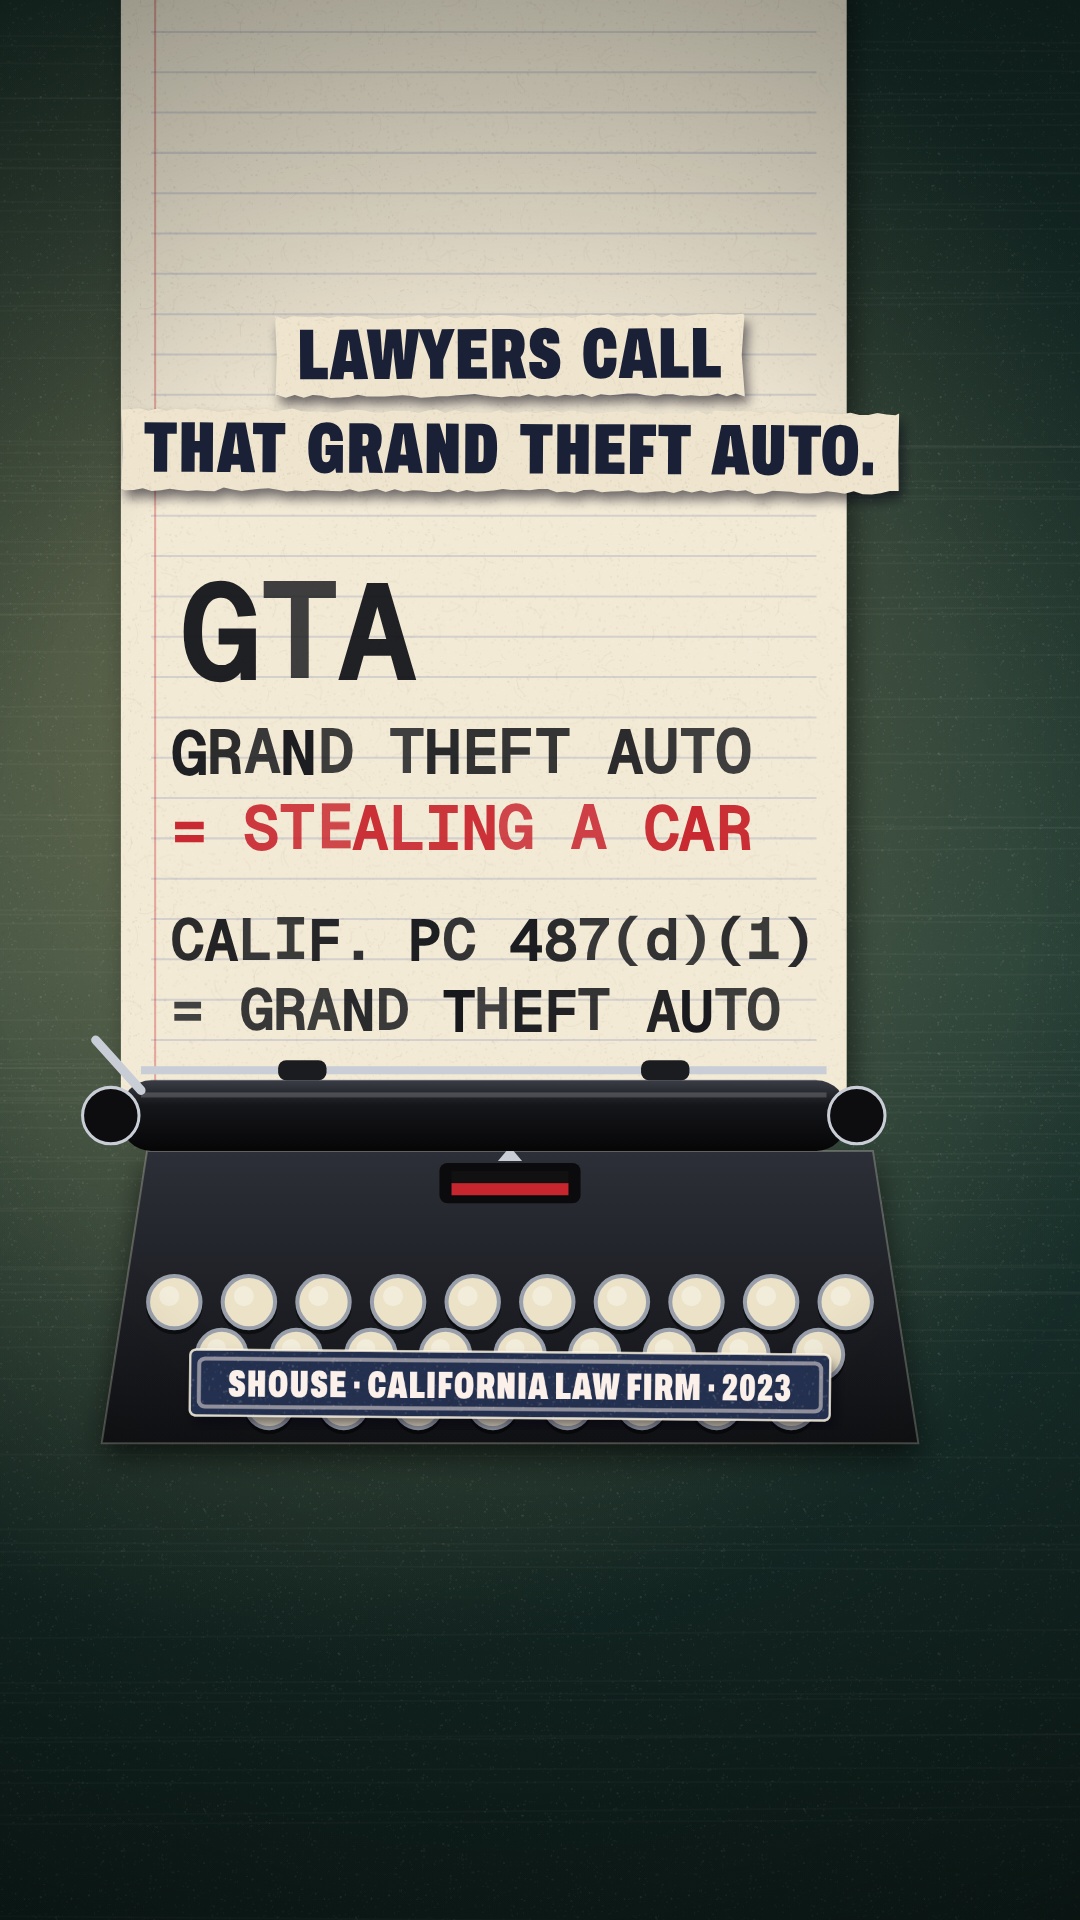 LAWYERS CALL
THAT GRAND THEFT AUTO.
GTA
GRAND THEFT AUTO
= STEALING A CAR
CALIF. PC 487(d)(1)
= GRAND THEFT AUTO
SHOUSE · CALIFORNIA LAW FIRM · 2023